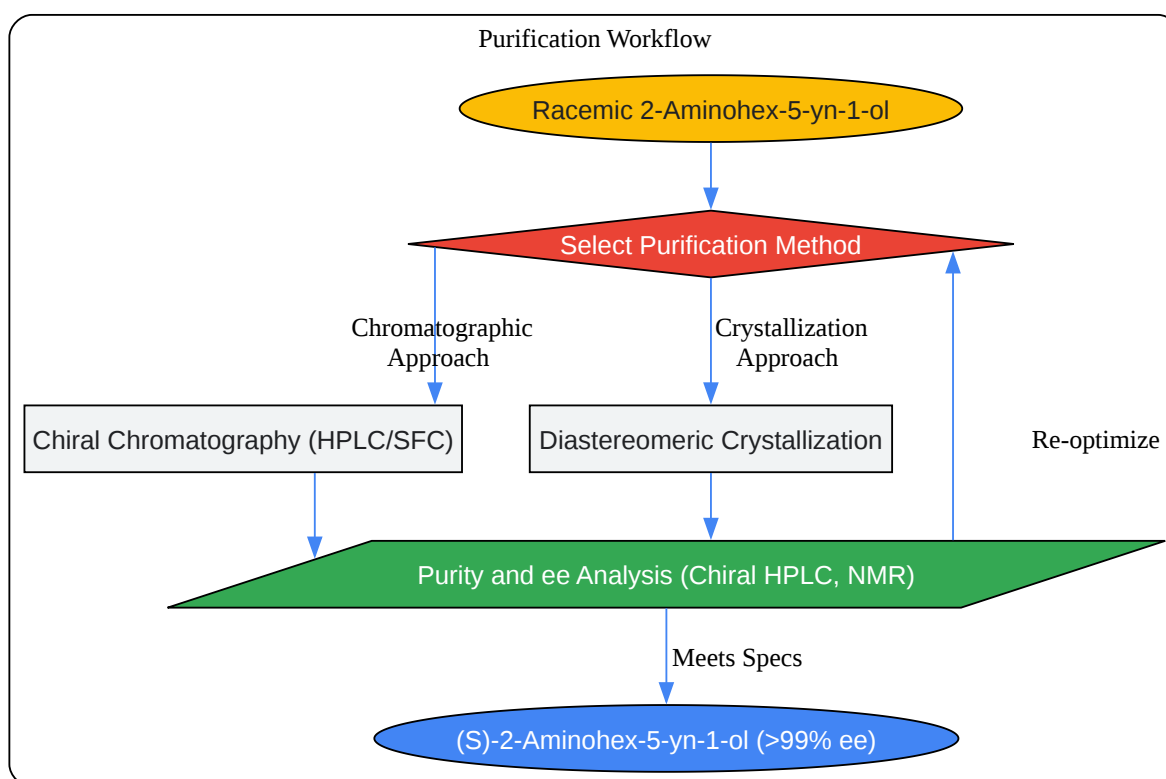 Purification Workflow
Racemic 2-Aminohex-5-yn-1-ol
Select Purification Method
Chromatographic
Approach
Crystallization
Approach
Chiral Chromatography (HPLC/SFC)
Diastereomeric Crystallization
Re-optimize
Purity and ee Analysis (Chiral HPLC, NMR)
Meets Specs
(S)-2-Aminohex-5-yn-1-ol (>99% ee)